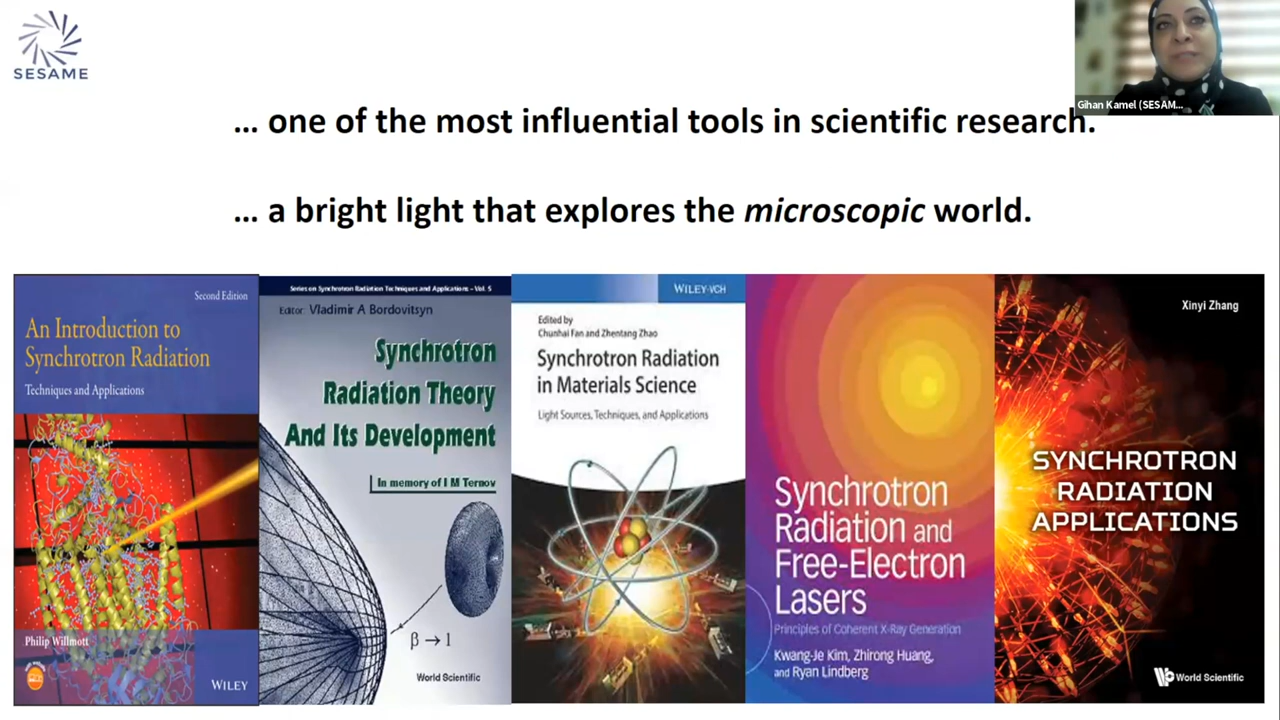 SESAME
Gihan Kamel (SESAM...
... one of the most influential tools in scientific research.
... a bright light that explores the microscopic world.
Second Edition
An Introduction to
Synchrotron Radiation
Techniques and Applications
Philip Willmott
WILEY
Series on Synchrotron Radiation Techniques and Applications – Vol. 5
Editor: Vladimir A Bordovitsyn
Synchrotron
Radiation Theory
And Its Development
In memory of I M Ternov
β → 1
World Scientific
WILEY-VCH
Edited by
Chunhai Fan and Zhentang Zhao
Synchrotron Radiation
in Materials Science
Light Sources, Techniques, and Applications
Synchrotron
Radiation and
Free-Electron
Lasers
Principles of Coherent X-Ray Generation
Kwang-Je Kim, Zhirong Huang,
and Ryan Lindberg
Xinyi Zhang
SYNCHROTRON
RADIATION
APPLICATIONS
World Scientific